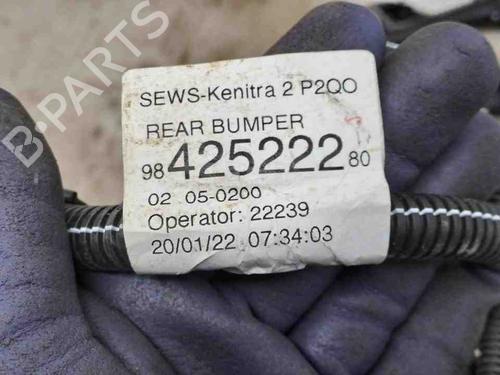 B-PARTS
SEWS-Kenitra 2 P2QO
REAR BUMPER
98 425222 80
02 05-0200
Operator: 22239
20/01/22 07:34:03